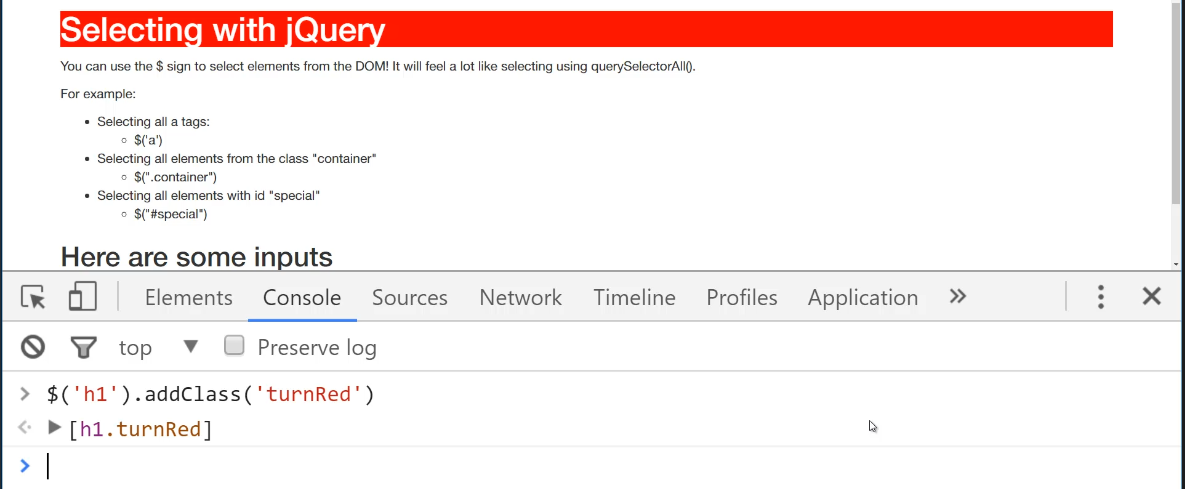 Selecting with jQuery
You can use the $ sign to select elements from the DOM! It will feel a lot like selecting using querySelectorAll().
For example:
Selecting all a tags:
$('a')
Selecting all elements from the class "container"
$(".container")
Selecting all elements with id "special"
$("#special")
Here are some inputs
Elements Console Sources Network Timeline Profiles Application
top Preserve log
$('h1').addClass('turnRed')
[h1.turnRed]